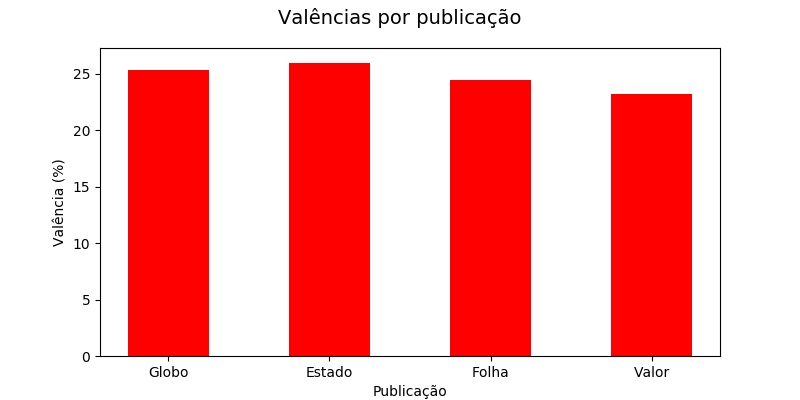 Valências por publicação
25
20
15
10
5
0
Valência (%)
Globo Estado Folha Valor
Publicação